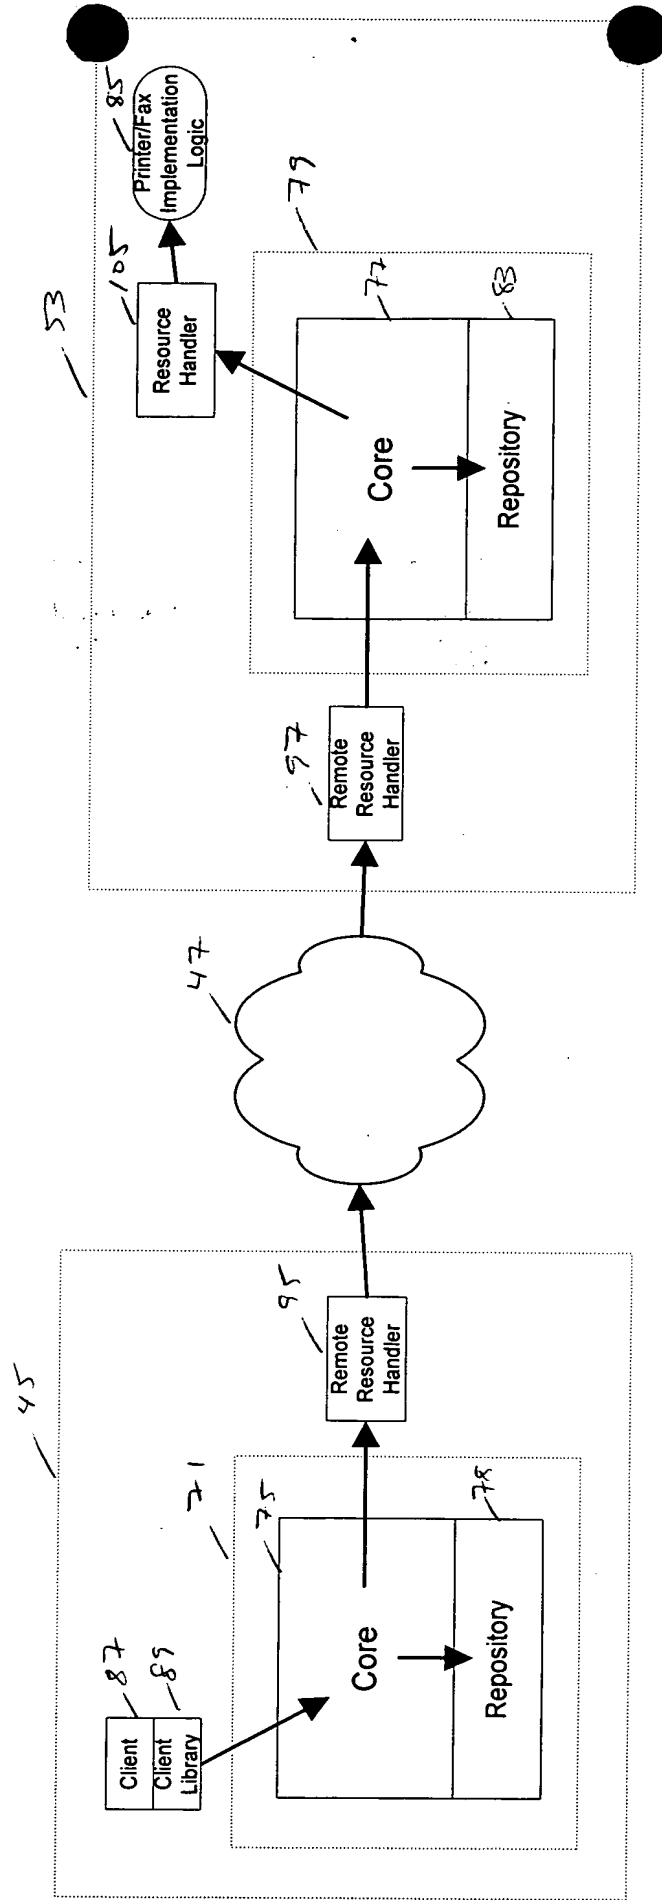 45
87
Client
89
Client
Library
71
75
Core
78
Repository
95
Remote
Resource
Handler
47
53
97
Remote
Resource
Handler
79
77
Core
83
Repository
105
Resource
Handler
85
Printer/Fax
Implementation
Logic